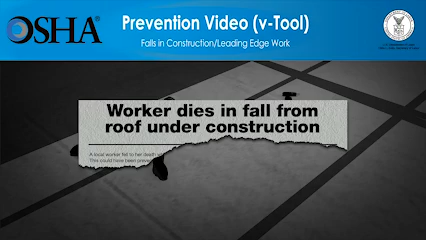 OSHA®
Prevention Video (v-Tool)
Falls in Construction/Leading Edge Work
Worker dies in fall from
roof under construction
A local worker fell to her death
This could have been